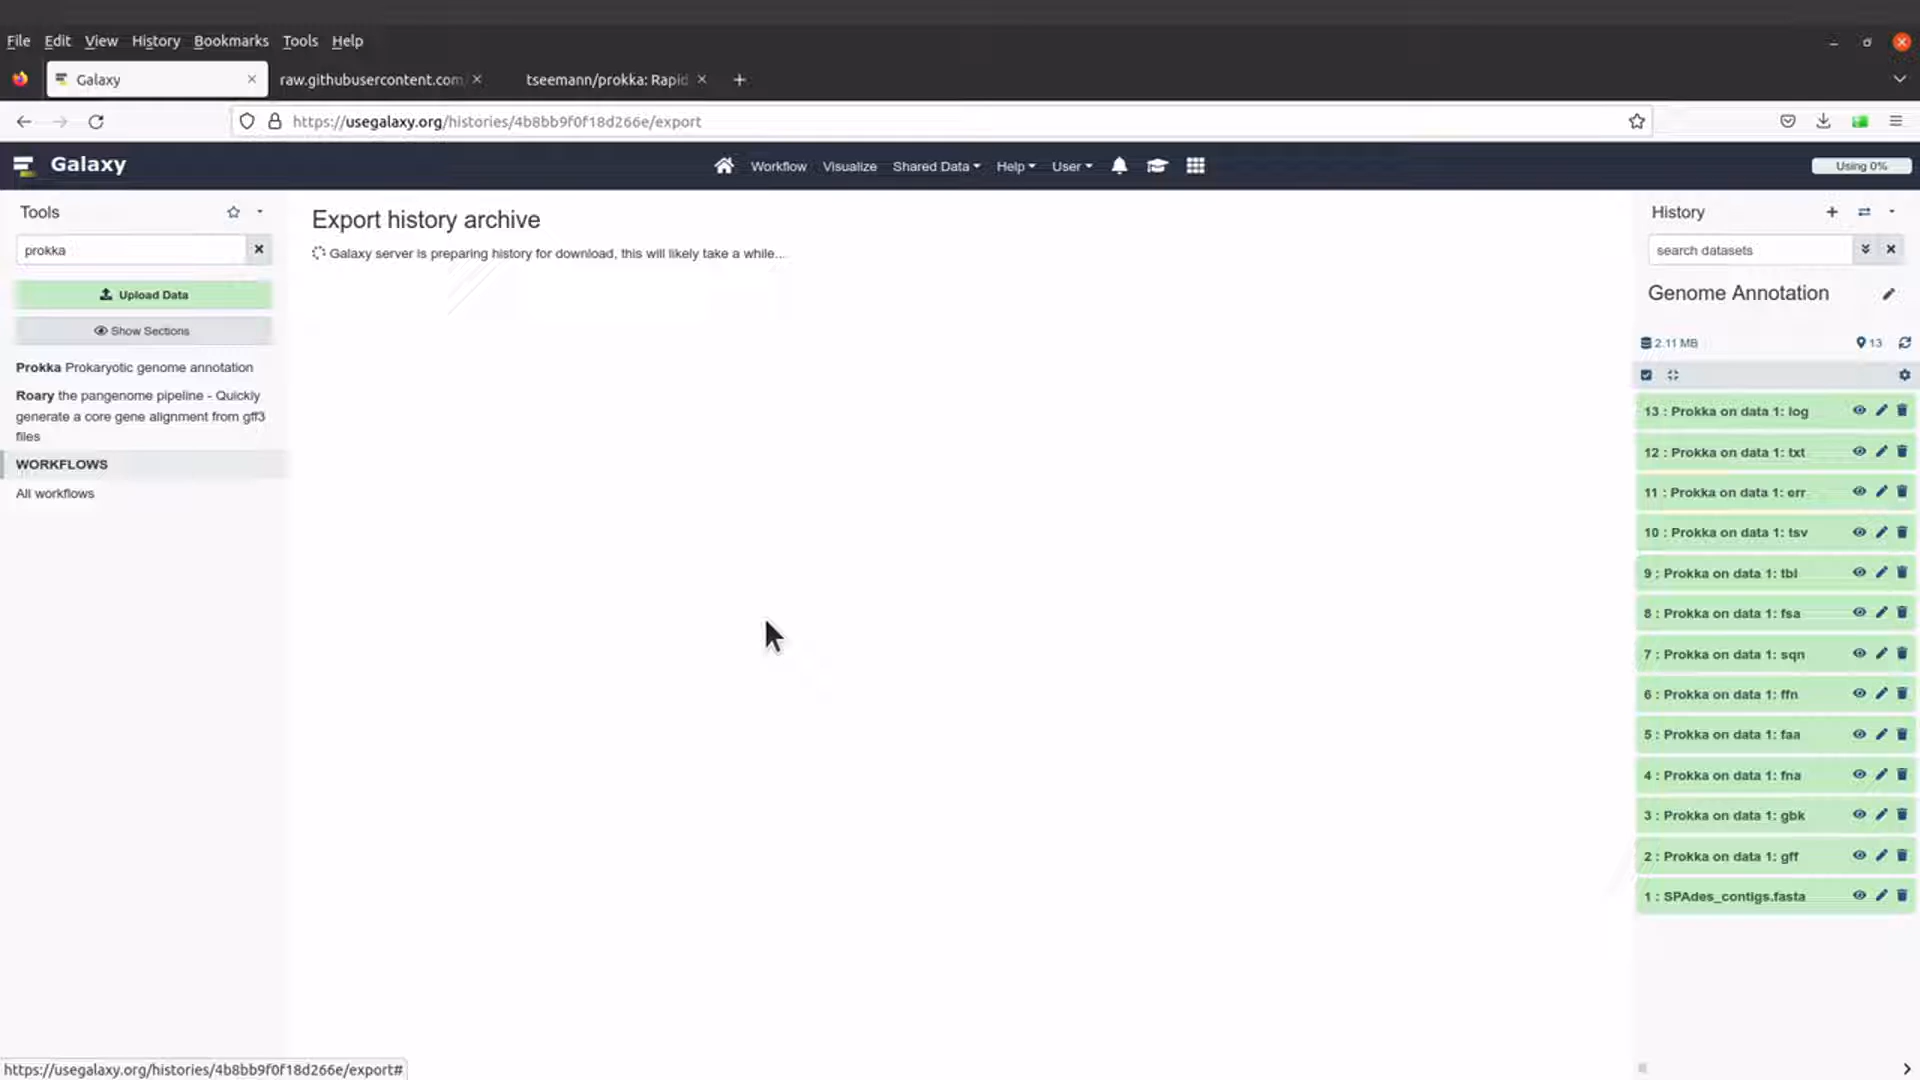 File Edit View History Bookmarks Tools Help
Galaxy
raw.githubusercontent.com
tseemann/prokka: Rapid
https://usegalaxy.org/histories/4b8bb9f0f18d266e/export
Galaxy
Workflow Visualize Shared Data Help User
Using 0%
Tools
prokka
Upload Data
Show Sections
Prokka Prokaryotic genome annotation
Roary the pangenome pipeline - Quickly
generate a core gene alignment from gff3
files
WORKFLOWS
All workflows
Export history archive
Galaxy server is preparing history for download, this will likely take a while...
History
search datasets
Genome Annotation
2.11 MB
13
13 : Prokka on data 1: log
12 : Prokka on data 1: txt
11 : Prokka on data 1: err
10 : Prokka on data 1: tsv
9 : Prokka on data 1: tbl
8 : Prokka on data 1: fsa
7 : Prokka on data 1: sqn
6 : Prokka on data 1: ffn
5 : Prokka on data 1: faa
4 : Prokka on data 1: fna
3 : Prokka on data 1: gbk
2 : Prokka on data 1: gff
1 : SPAdes_contigs.fasta
https://usegalaxy.org/histories/4b8bb9f0f18d266e/export#